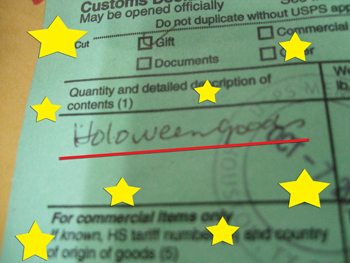 Customs Dec
May be opened officially
Do not duplicate without USPS app
Cut
Gift
Commercial
Documents
Quantity and detailed description of
contents (1)
We
lb.
Holoween goods
For commercial items only
If known, HS tariff number and country
of origin of goods (5)